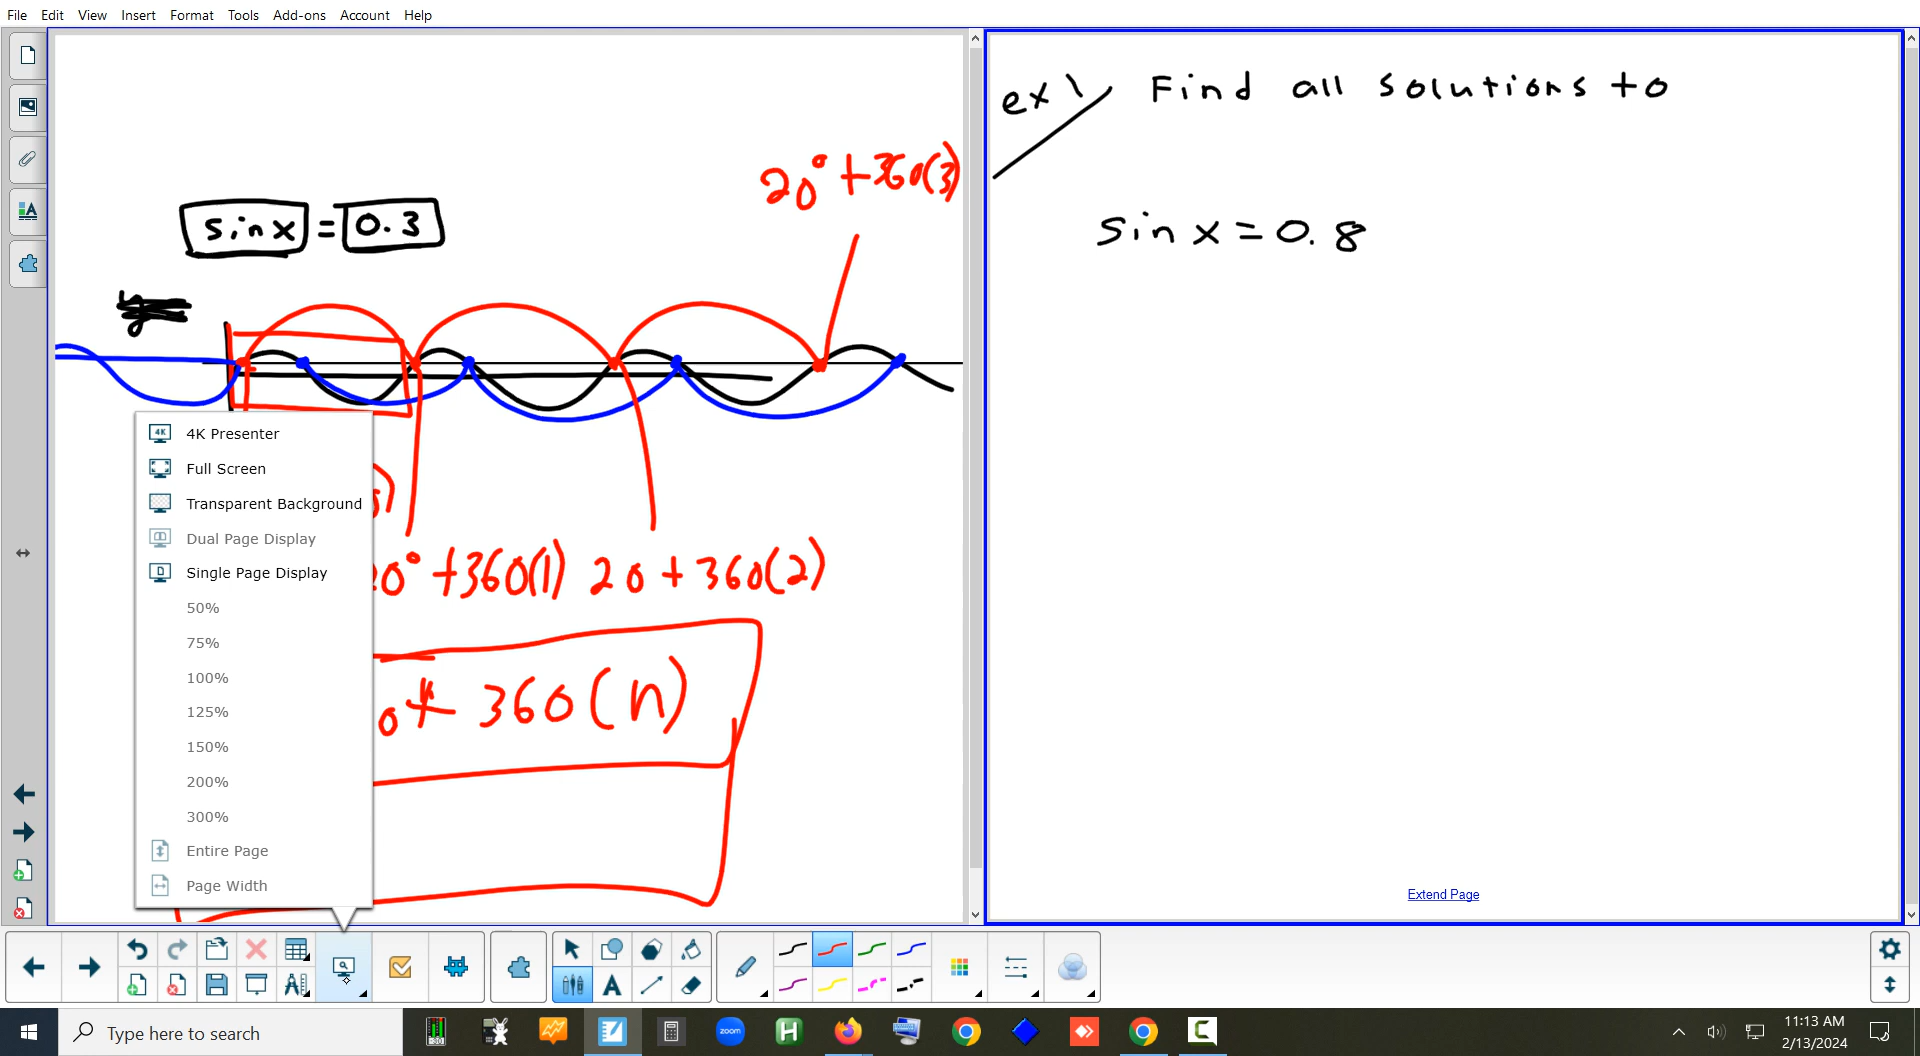 File Edit View Insert Format Tools Add-ons Account Help
20° + 360(3)
sin x = 0.3
4K Presenter
Full Screen
Transparent Background
Dual Page Display
Single Page Display
50%
75%
100%
125%
150%
200%
300%
Entire Page
Page Width
0° + 360(1) 20 + 360(2)
0 + 360(n)
ex 1 Find all solutions to
sin x = 0.8
Extend Page
Type here to search
zoom
H
C
11:13 AM
2/13/2024